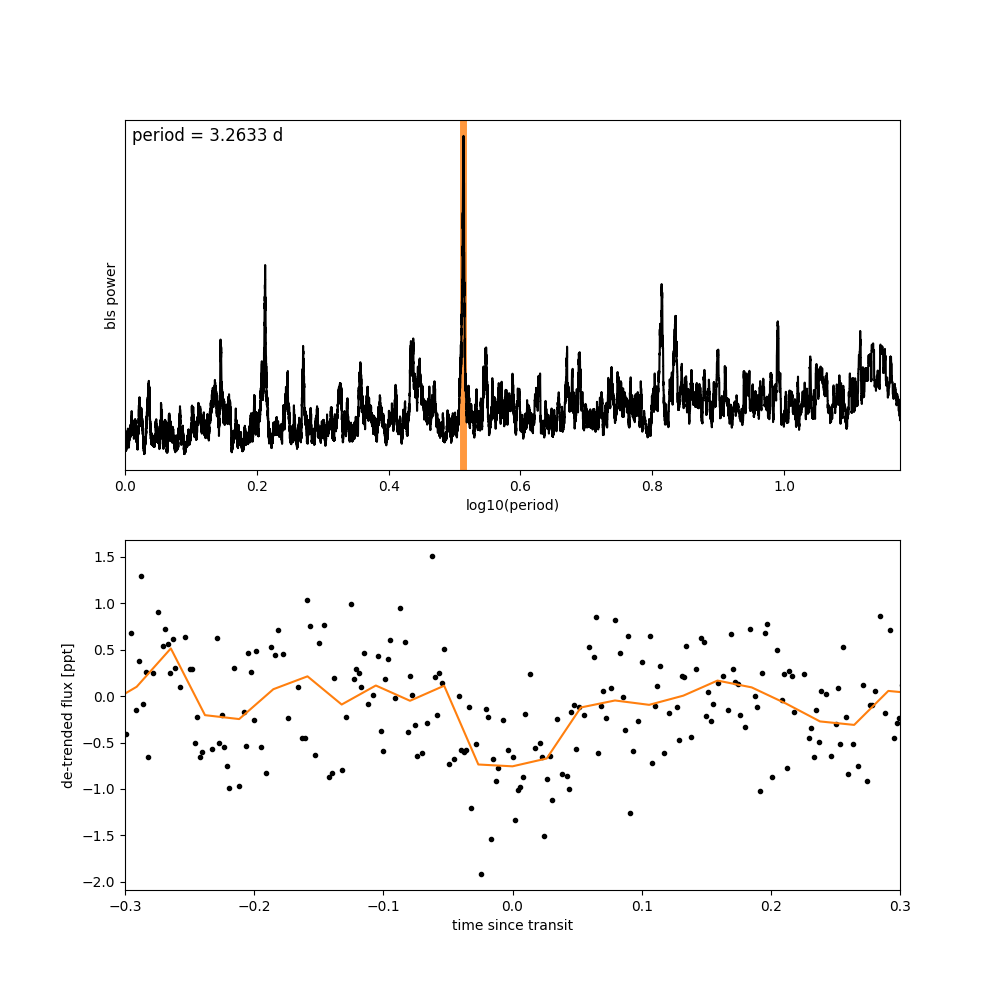 period = 3.2633 d
bls power
0.0 0.2 0.4 0.6 0.8 1.0
log10(period)
1.5
1.0
0.5
0.0
−0.5
−1.0
−1.5
−2.0
de-trended flux [ppt]
−0.3 −0.2 −0.1 0.0 0.1 0.2 0.3
time since transit